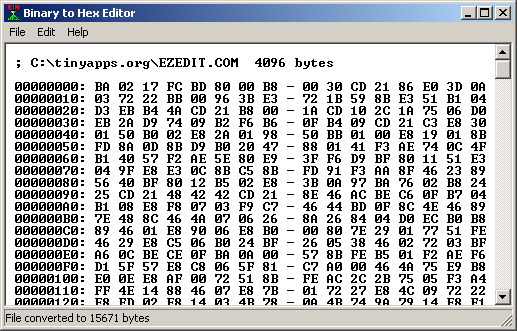 Binary to Hex Editor
File Edit Help
; C:\tinyapps.org\EZEDIT.COM 4096 bytes
00000000: BA 02 17 FC BD 80 00 B8 - 00 30 CD 21 86 E0 3D 0A
00000010: 03 72 22 BB 00 96 3B E3 - 72 1B 59 8B E3 51 B1 04
00000020: D3 EB B4 4A CD 21 B8 00 - 1A CD 10 2C 1A 75 06 D0
00000030: EB 2A D9 74 09 B2 F6 B6 - 0F B4 09 CD 21 C3 E8 30
00000040: 01 50 B0 02 E8 2A 01 98 - 50 BB 01 00 E8 19 01 8B
00000050: FD 8A 0D 8B D9 B0 20 47 - 88 01 41 F3 AE 74 0C 4F
00000060: B1 40 57 F2 AE 5E 80 E9 - 3F F6 D9 BF 80 11 51 E3
00000070: 04 9F E8 E3 0C 8B C5 8B - FD 91 F3 AA 8F 46 23 89
00000080: 56 40 BF 80 12 B5 02 E8 - 3B 0A 97 BA 76 02 B8 24
00000090: 25 CD 21 48 42 42 CD 21 - 8E 46 AC BE C6 0F B7 04
000000A0: B1 08 E8 F8 07 03 F9 C7 - 46 44 BD 0F 8C 4E 46 89
000000B0: 7E 48 8C 46 4A 07 06 26 - 8A 26 84 04 D0 EC B0 B8
000000C0: 89 46 01 E8 90 06 E8 B0 - 00 80 7E 29 01 77 51 FE
000000D0: 46 29 E8 C5 06 B0 24 BF - 26 05 38 46 02 72 03 BF
000000E0: A6 0C BE CE 0F BA 0A 00 - 57 8B FE B5 01 F2 AE F6
000000F0: D1 5F 57 E8 C8 06 5F 81 - C7 A0 00 46 4A 75 E9 B8
00000100: E0 0E E8 AF 00 72 51 8B - FE AC 2C 2B 75 05 F3 A4
00000110: FF 4E 14 88 46 07 E8 7B - 01 72 27 E8 4C 09 72 22
00000120: E8 FD 02 E8 14 03 4B 78 - 0A 4B 74 9A 79 14 E8 F1
File converted to 15671 bytes